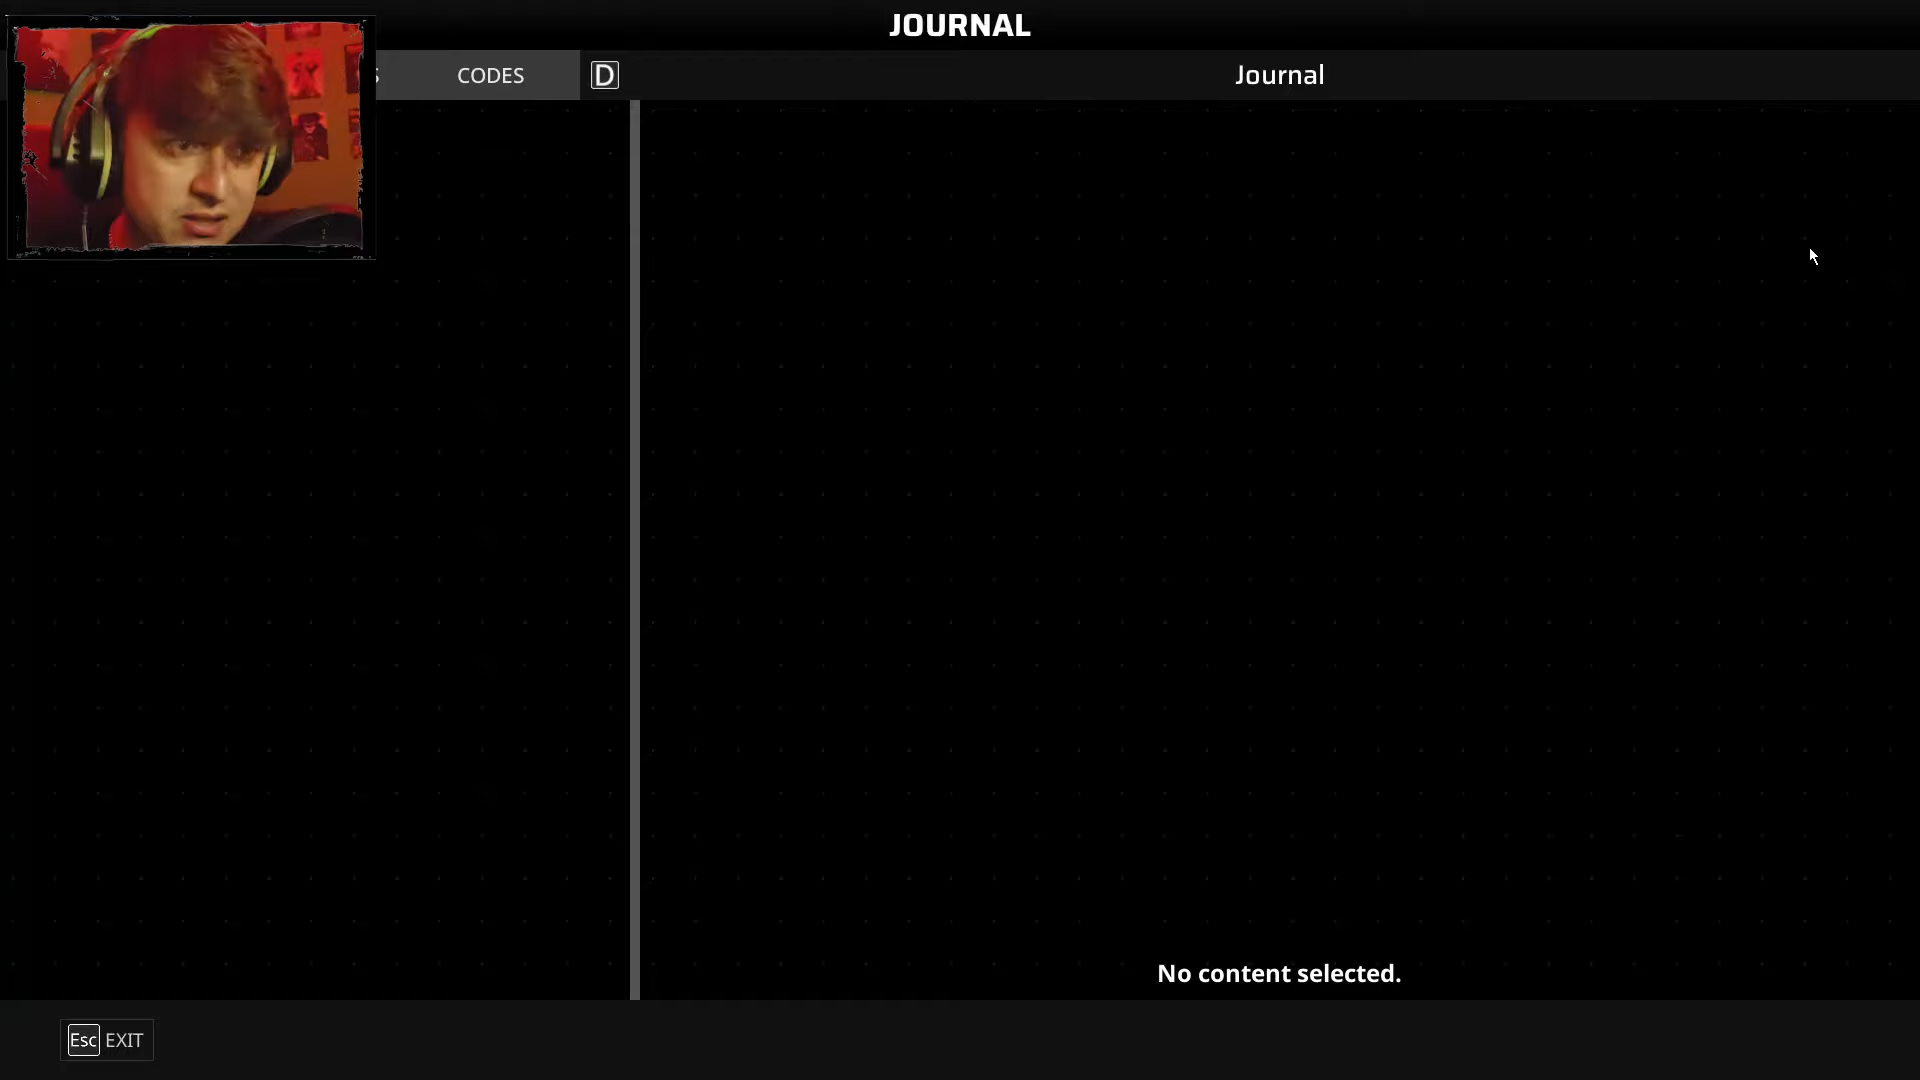 JOURNAL
S CODES D Journal
No content selected.
Esc EXIT